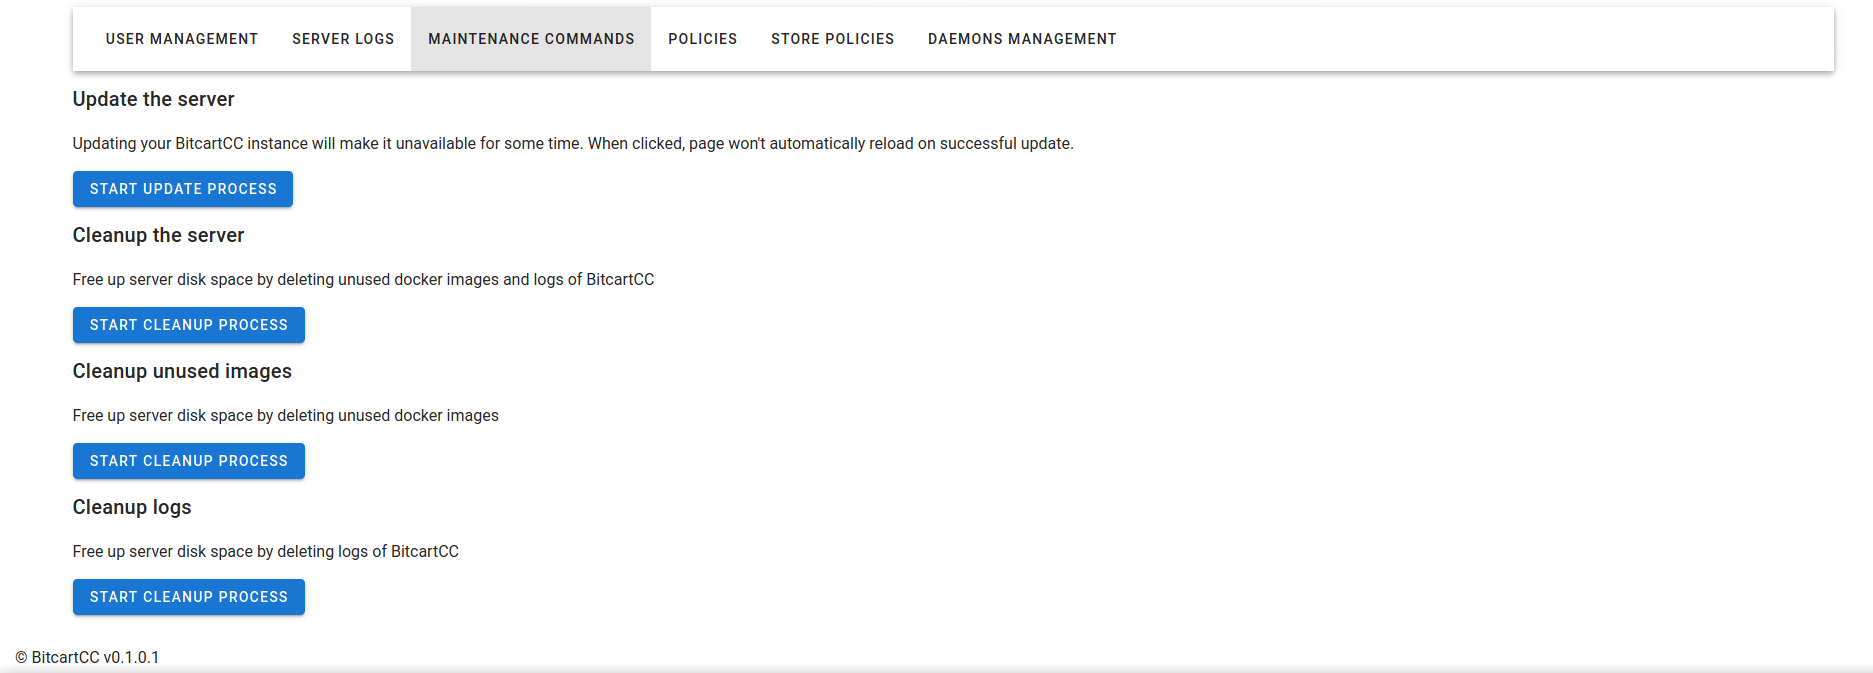 USER MANAGEMENT SERVER LOGS MAINTENANCE COMMANDS POLICIES STORE POLICIES DAEMONS MANAGEMENT
Update the server
Updating your BitcartCC instance will make it unavailable for some time. When clicked, page won't automatically reload on successful update.
START UPDATE PROCESS
Cleanup the server
Free up server disk space by deleting unused docker images and logs of BitcartCC
START CLEANUP PROCESS
Cleanup unused images
Free up server disk space by deleting unused docker images
START CLEANUP PROCESS
Cleanup logs
Free up server disk space by deleting logs of BitcartCC
START CLEANUP PROCESS
© BitcartCC v0.1.0.1